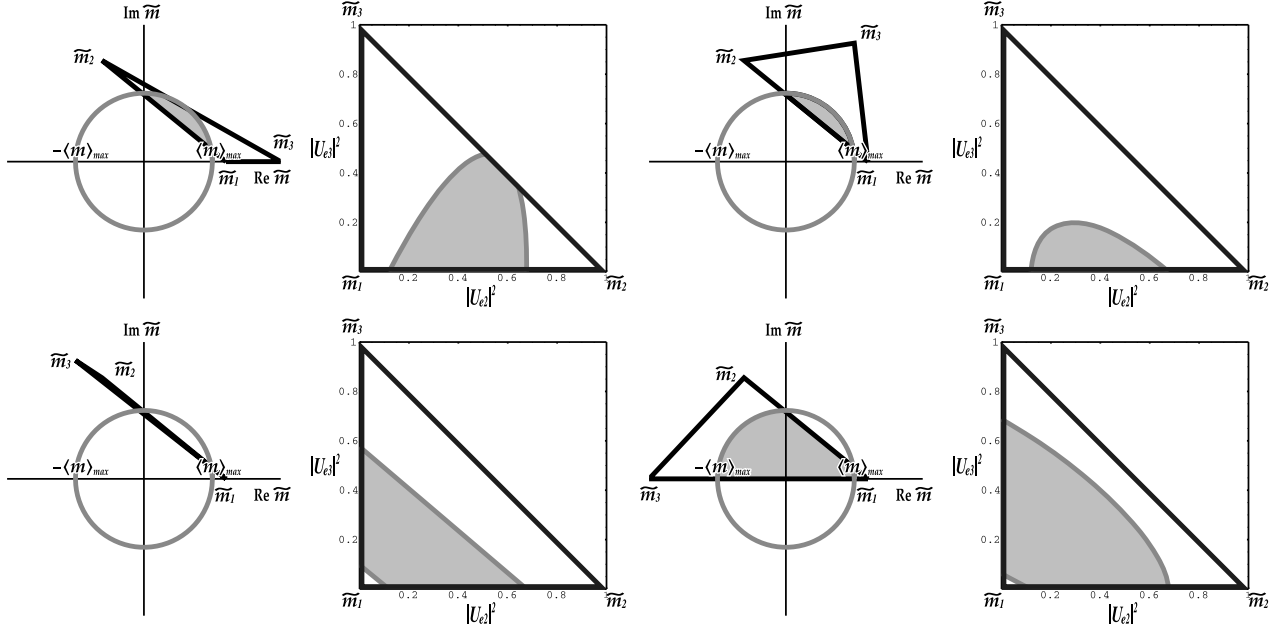 Im m̃
m̃₃
Im m̃
m̃₃
1
1
m̃₂
m̃₂
m̃₃
0.8
0.8
0.6
0.6
−⟨m⟩max ⟨m⟩max m̃₃
|Ue3|²
−⟨m⟩max ⟨m⟩max
|Ue3|²
m̃₁ Re m̃
0.4
m̃₁ Re m̃
0.4
0.2
0.2
m̃₁ 0.2 0.4 0.6 0.8 1 m̃₂
|Ue2|²
m̃₁ 0.2 0.4 0.6 0.8 1 m̃₂
|Ue2|²
Im m̃
m̃₃
Im m̃
m̃₃
1
1
m̃₃ m̃₂
m̃₂
0.8
0.8
0.6
0.6
−⟨m⟩max ⟨m⟩max
|Ue3|²
−⟨m⟩max ⟨m⟩max
|Ue3|²
m̃₁ Re m̃
0.4
m̃₃ m̃₁ Re m̃
0.4
0.2
0.2
m̃₁ 0.2 0.4 0.6 0.8 1 m̃₂
|Ue2|²
m̃₁ 0.2 0.4 0.6 0.8 1 m̃₂
|Ue2|²